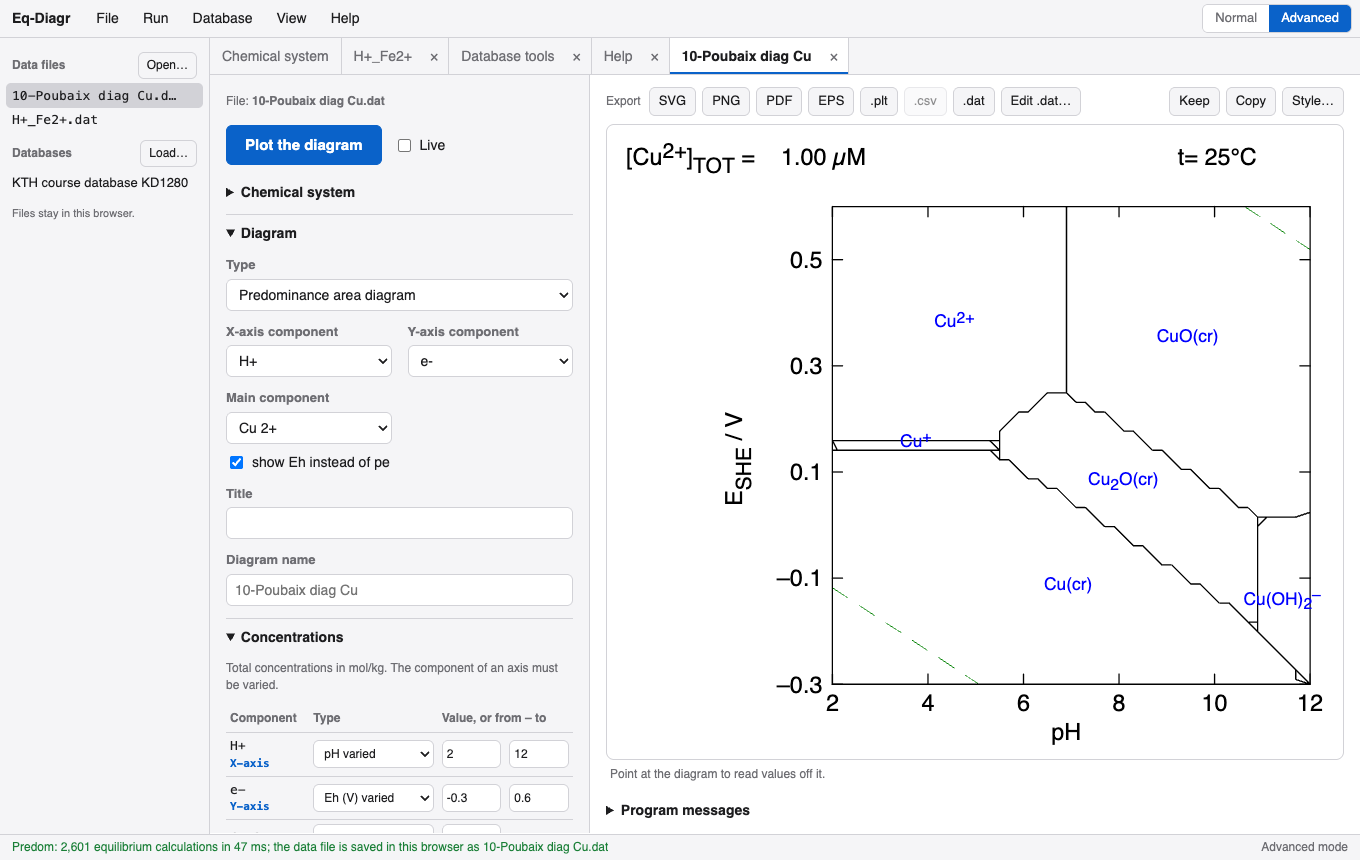 Eq-Diagr File Run Database View Help Normal Advanced
Data files Open...
10-Poubaix diag Cu.d…
H+_Fe2+.dat
Databases Load...
KTH course database KD1280
Files stay in this browser.
Chemical system H+_Fe2+ × Database tools × Help × 10-Poubaix diag Cu ×
File: 10-Poubaix diag Cu.dat
Plot the diagram Live
▶ Chemical system
▼ Diagram
Type
Predominance area diagram
X-axis component Y-axis component
H+ e-
Main component
Cu 2+
show Eh instead of pe
Title
Diagram name
10-Poubaix diag Cu
▼ Concentrations
Total concentrations in mol/kg. The component of an axis must
be varied.
Component Type Value, or from – to
H+ pH varied 2 12
X-axis
e- Eh (V) varied -0.3 0.6
Y-axis
Export SVG PNG PDF EPS .plt .csv .dat Edit .dat... Keep Copy Style...
[Cu2+]TOT = 1.00 µM t= 25°C
0.5
0.3
0.1
−0.1
−0.3
ESHE / V
Cu2+
CuO(cr)
Cu+
Cu2O(cr)
Cu(cr)
Cu(OH)2−
2 4 6 8 10 12
pH
Point at the diagram to read values off it.
▶ Program messages
Predom: 2,601 equilibrium calculations in 47 ms; the data file is saved in this browser as 10-Poubaix diag Cu.dat Advanced mode